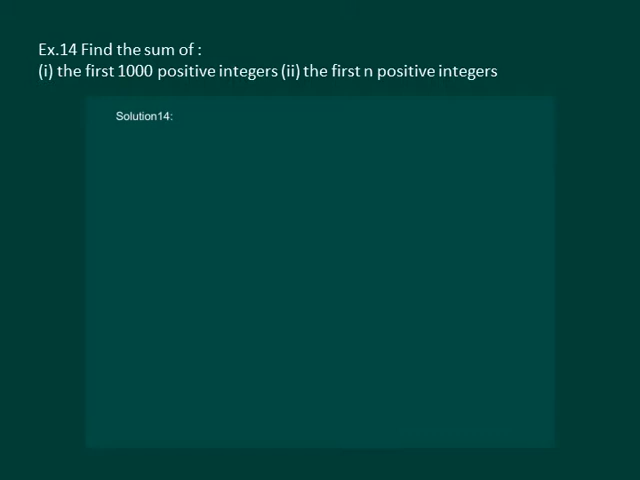 Ex.14 Find the sum of :
(i) the first 1000 positive integers (ii) the first n positive integers
Solution14: